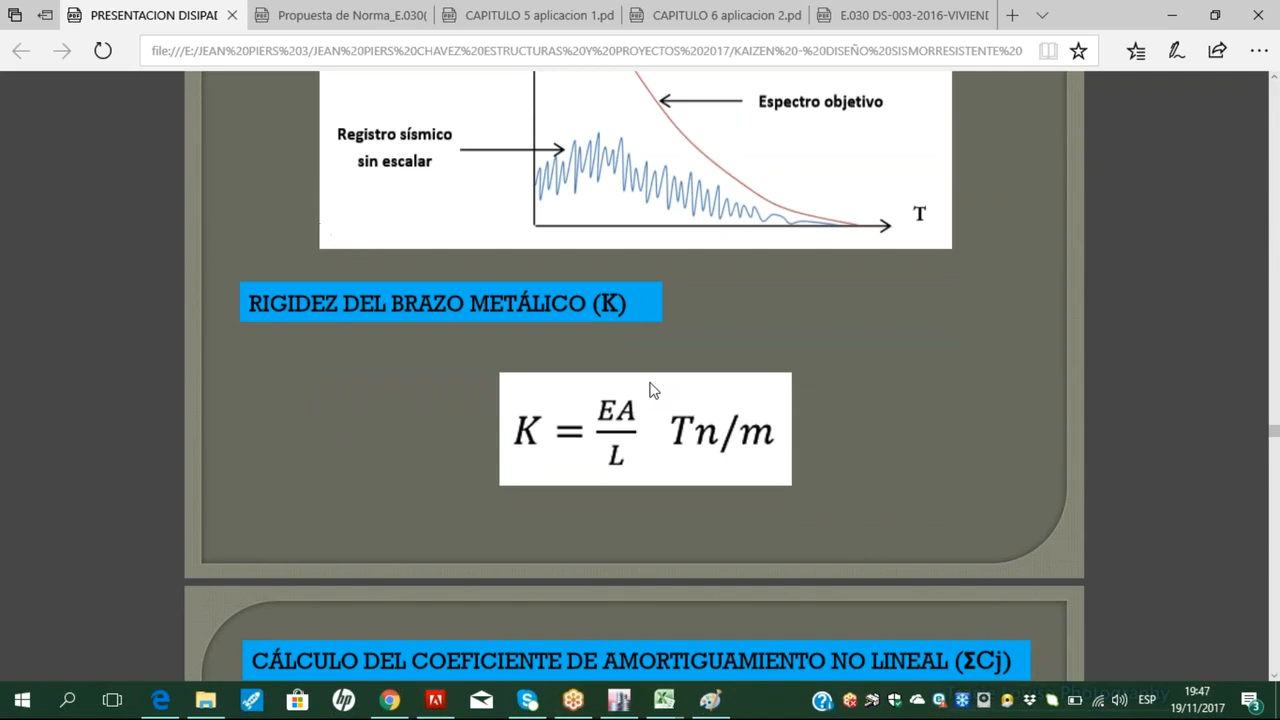 PRESENTACION DISIPAD
Propuesta de Norma_E.030(
CAPITULO 5 aplicacion 1.pd
CAPITULO 6 aplicacion 2.pd
E.030 DS-003-2016-VIVIEND
file:///E:/JEAN%20PIERS%203/JEAN%20PIERS%20CHAVEZ%20ESTRUCTURAS%20Y%20PROYECTOS%202017/KAIZEN%20-%20DISEÑO%20SISMORRESISTENTE%20
Espectro objetivo
Registro sísmico
sin escalar
T
RIGIDEZ DEL BRAZO METÁLICO (K)
K = EA/L Tn/m
CÁLCULO DEL COEFICIENTE DE AMORTIGUAMIENTO NO LINEAL (ΣCj)
ESP
19:47
19/11/2017
3